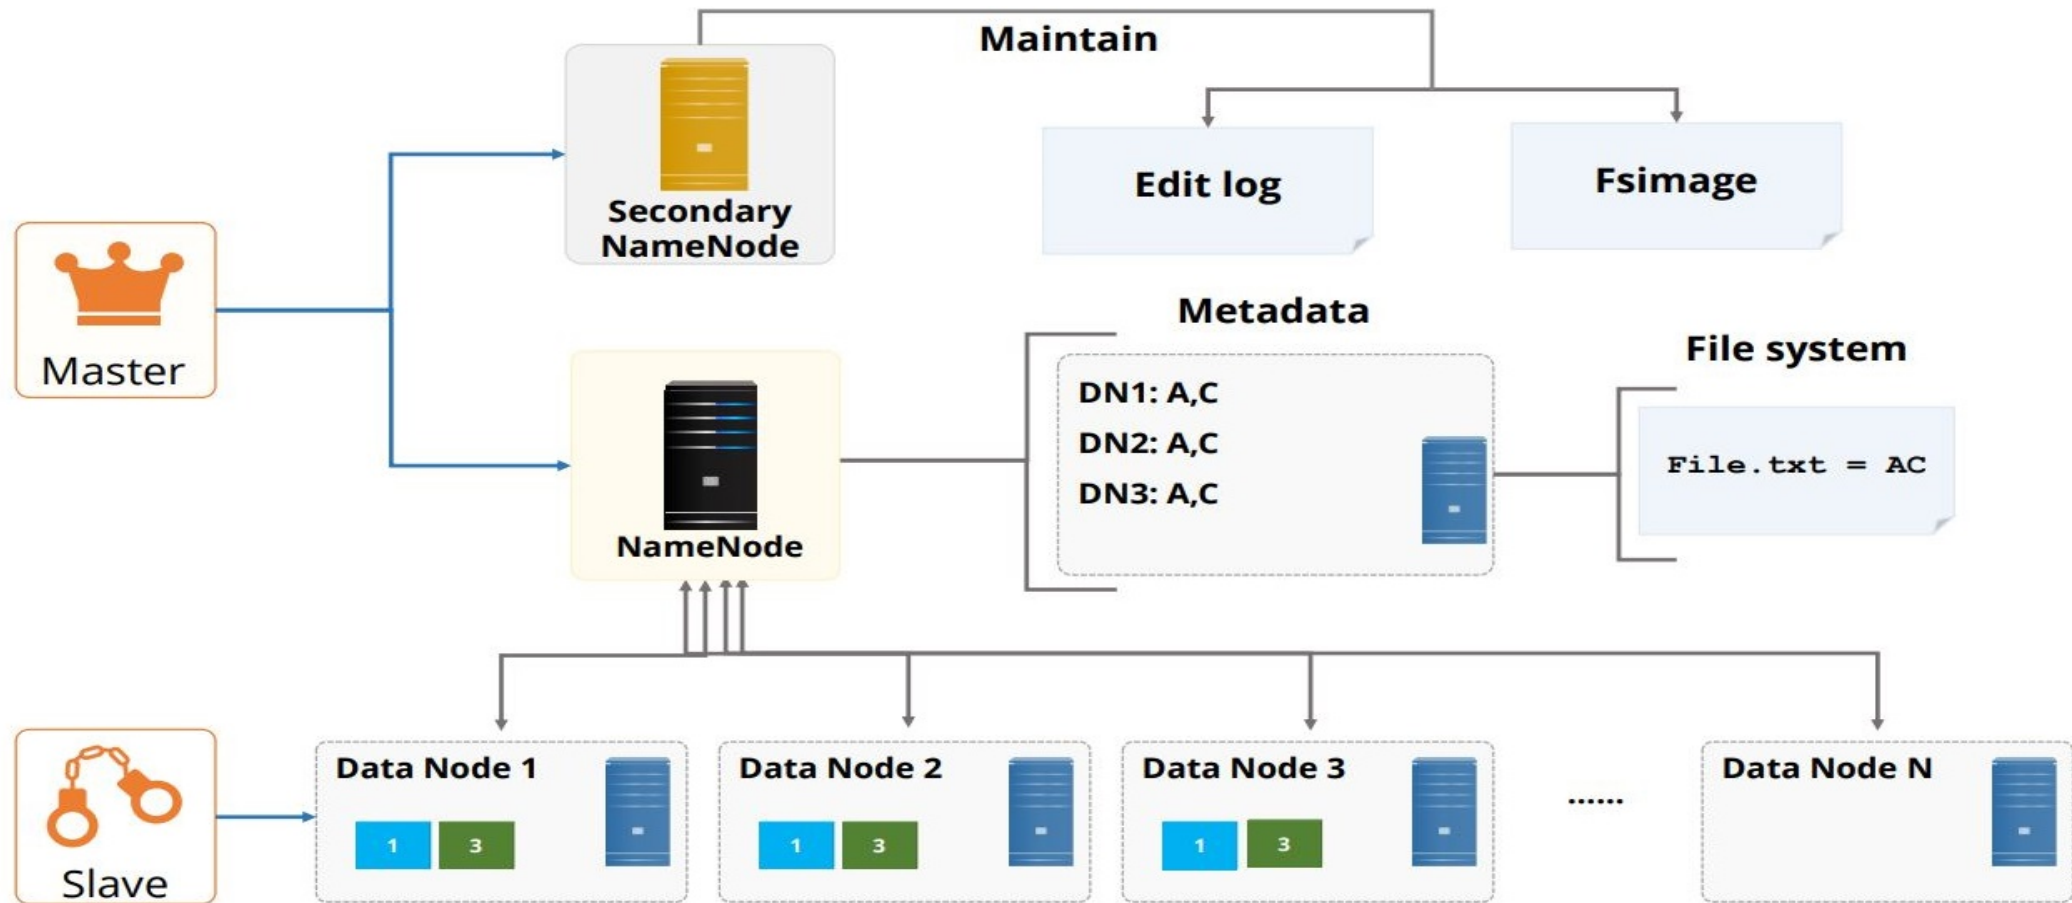 Maintain
Secondary
NameNode
Edit log
Fsimage
Master
Metadata
File system
DN1: A,C
DN2: A,C
DN3: A,C
File.txt = AC
NameNode
Slave
Data Node 1
1 3
Data Node 2
1 3
Data Node 3
1 3
......
Data Node N